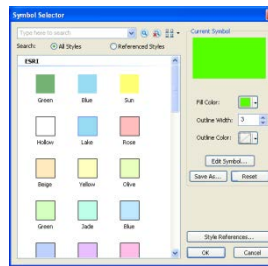 Symbol Selector
Type here to search
Search: All Styles Referenced Styles
ESRI
Green Blue Sun
Hollow Lake Rose
Beige Yellow Olive
Green Jade Blue
Current Symbol
Fill Color:
Outline Width: 3
Outline Color:
Edit Symbol...
Save As... Reset
Style References...
OK Cancel